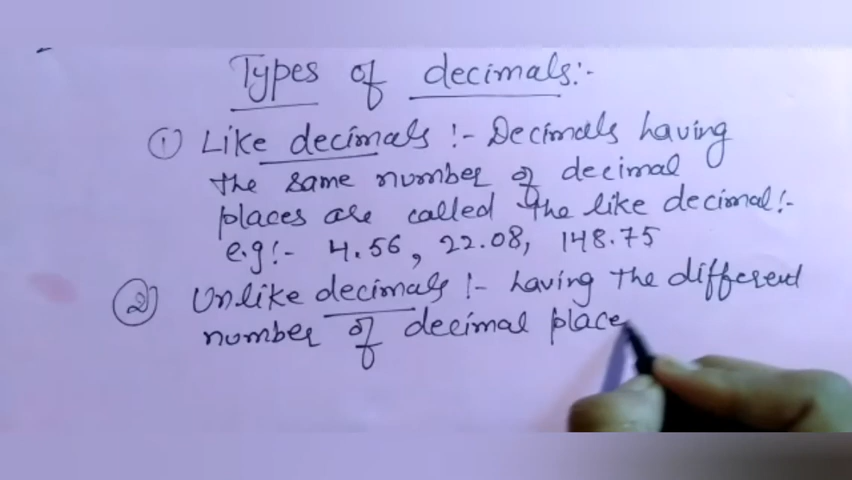 Types of decimals:-
① Like decimals :- Decimals having
the same number of decimal
places are called the like decimal:-
e.g:- 4.56, 22.08, 148.75
② Unlike decimals :- having the different
number of decimal place